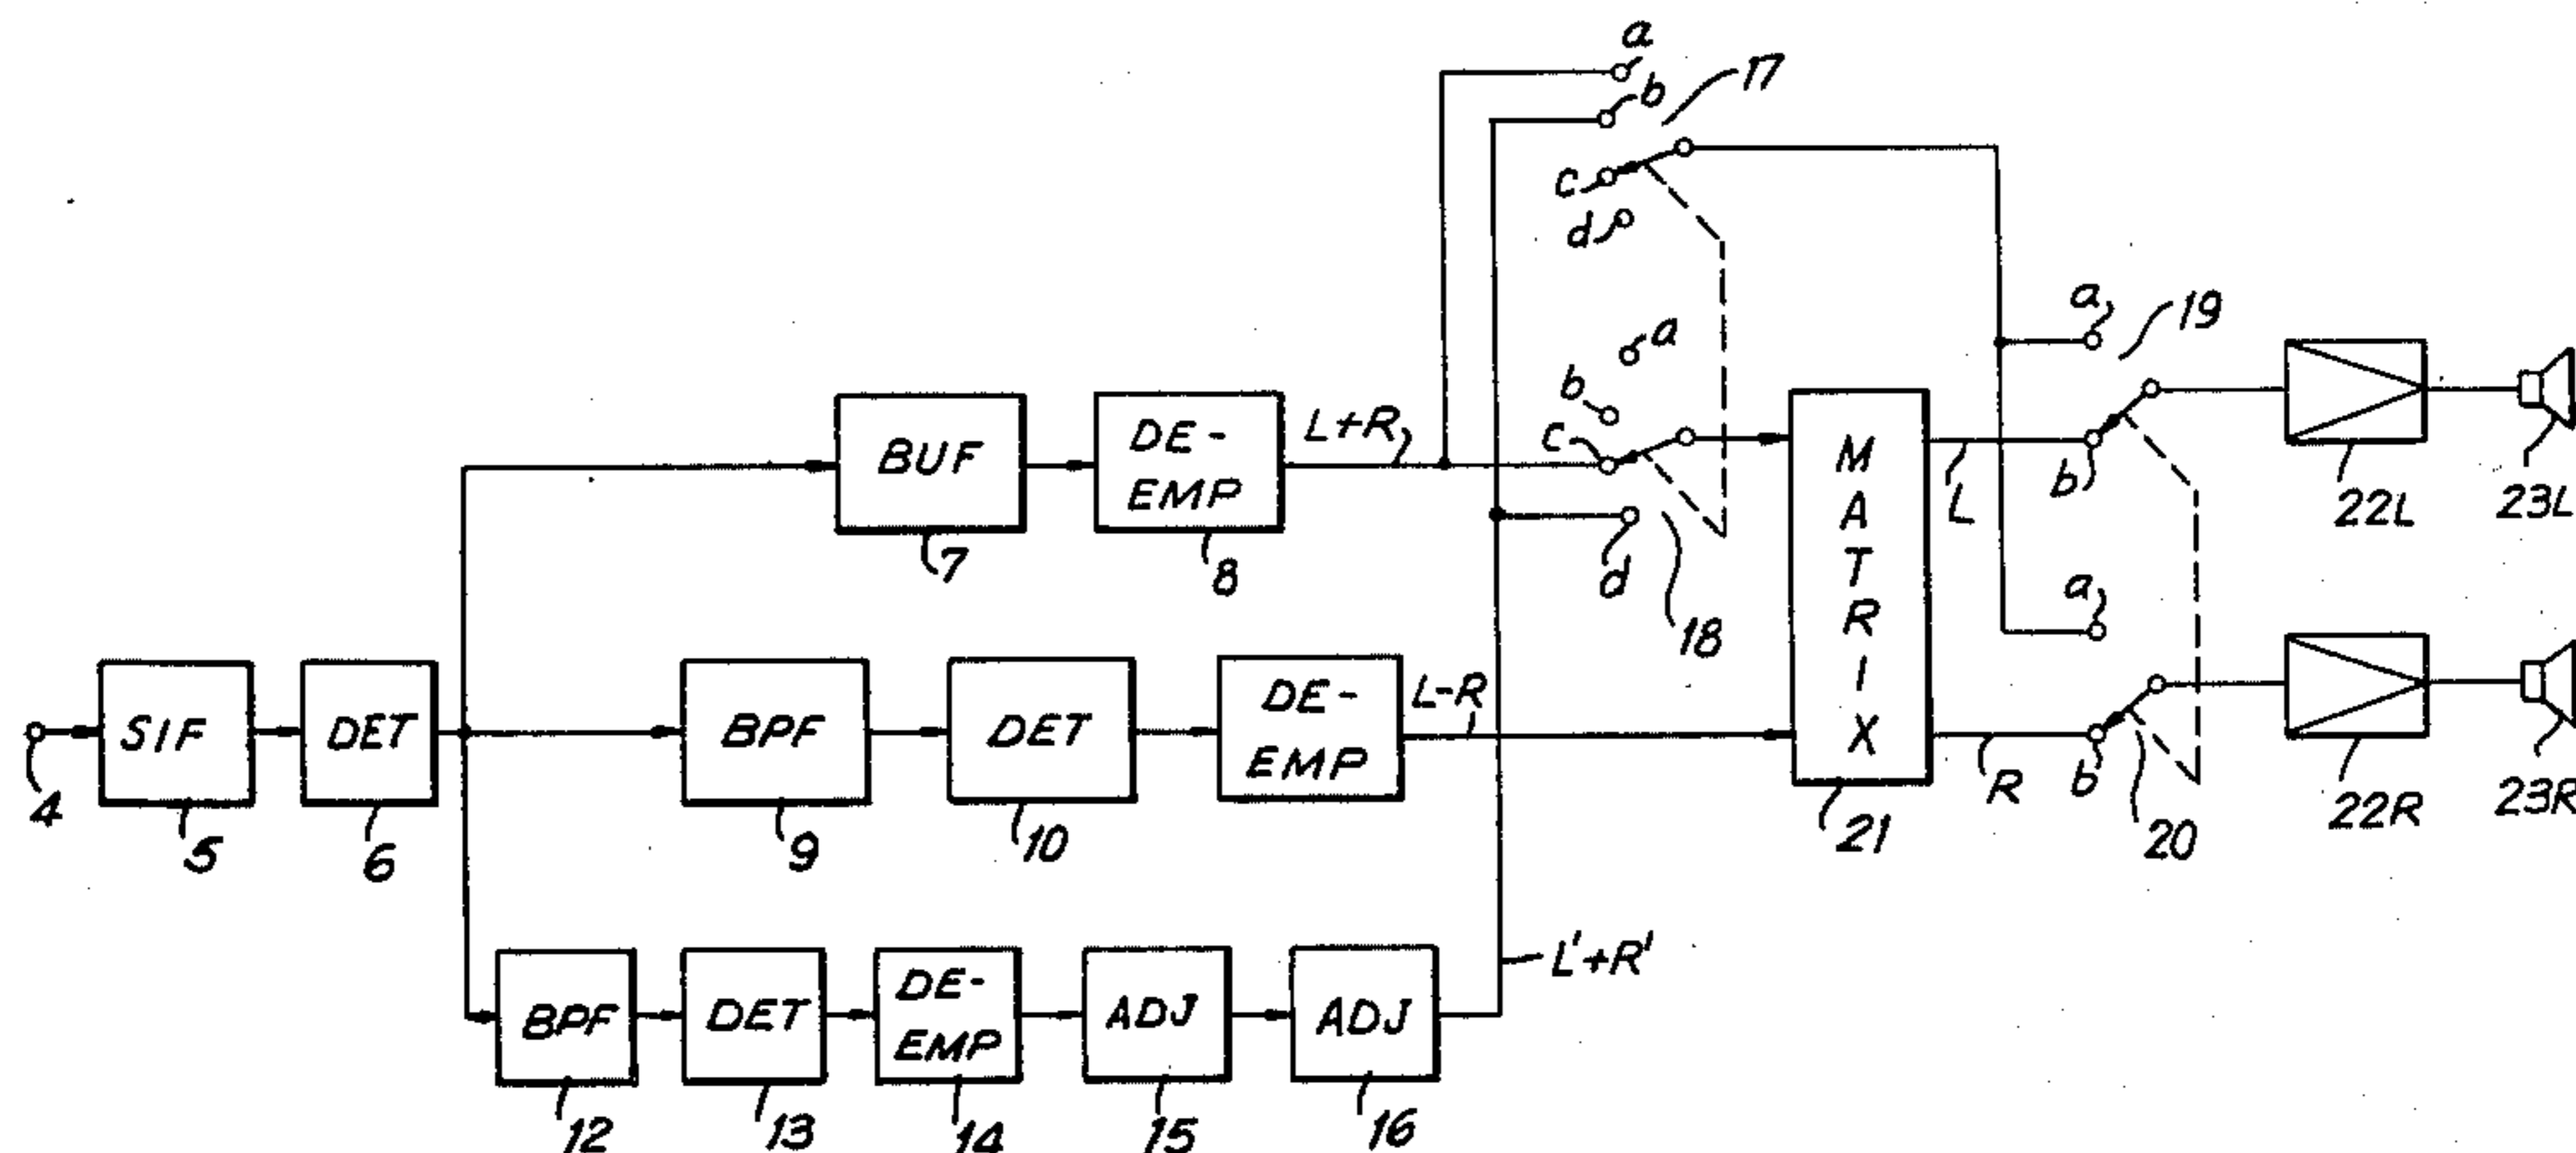 a
b
17
c
d
a
b
c
L+R
d
18
a
19
BUF
7
DE-
EMP
8
M
A
T
R
I
X
21
L
b
22L
23L
a
4
SIF
5
DET
6
BPF
9
DET
10
DE-
EMP
L-R
R
b
20
22R
23R
BPF
12
DET
13
DE-
EMP
14
ADJ
15
ADJ
16
L'+R'